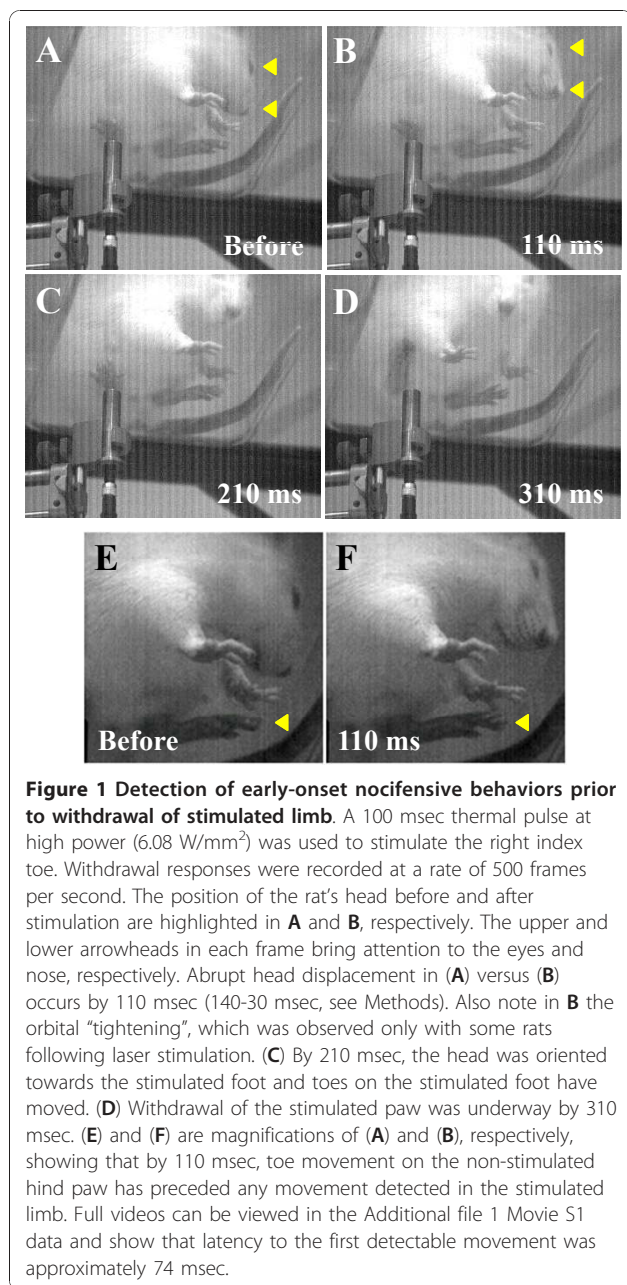 A
Before
B
110 ms
C
210 ms
D
310 ms
E
Before
F
110 ms
Figure 1 Detection of early-onset nocifensive behaviors prior
to withdrawal of stimulated limb. A 100 msec thermal pulse at
high power (6.08 W/mm²) was used to stimulate the right index
toe. Withdrawal responses were recorded at a rate of 500 frames
per second. The position of the rat's head before and after
stimulation are highlighted in A and B, respectively. The upper and
lower arrowheads in each frame bring attention to the eyes and
nose, respectively. Abrupt head displacement in (A) versus (B)
occurs by 110 msec (140-30 msec, see Methods). Also note in B the
orbital “tightening”, which was observed only with some rats
following laser stimulation. (C) By 210 msec, the head was oriented
towards the stimulated foot and toes on the stimulated foot have
moved. (D) Withdrawal of the stimulated paw was underway by 310
msec. (E) and (F) are magnifications of (A) and (B), respectively,
showing that by 110 msec, toe movement on the non-stimulated
hind paw has preceded any movement detected in the stimulated
limb. Full videos can be viewed in the Additional file 1 Movie S1
data and show that latency to the first detectable movement was
approximately 74 msec.